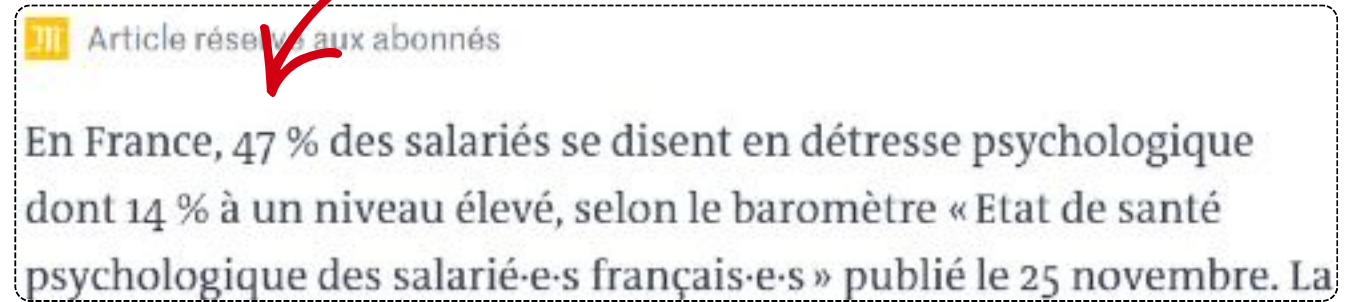 Article réservé aux abonnés
En France, 47 % des salariés se disent en détresse psychologique
dont 14 % à un niveau élevé, selon le baromètre « Etat de santé
psychologique des salarié·e·s français·e·s » publié le 25 novembre. La